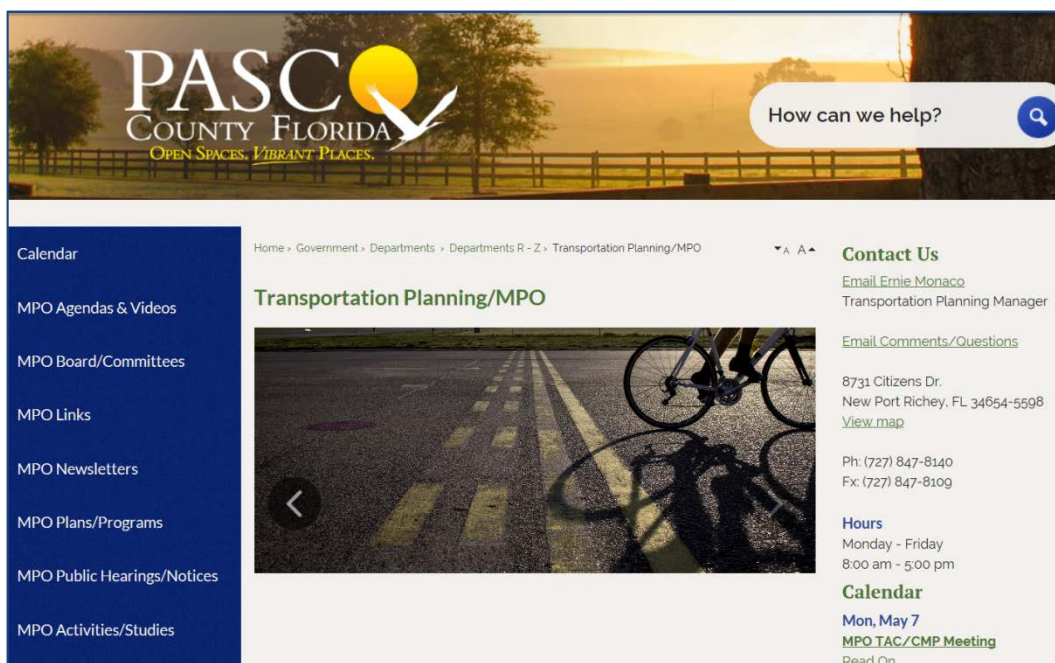 PASCO
COUNTY FLORIDA
OPEN SPACES. VIBRANT PLACES.
How can we help?
Calendar
MPO Agendas & Videos
MPO Board/Committees
MPO Links
MPO Newsletters
MPO Plans/Programs
MPO Public Hearings/Notices
MPO Activities/Studies
Home › Government › Departments › Departments R - Z › Transportation Planning/MPO
A A
Transportation Planning/MPO
Contact Us
Email Ernie Monaco
Transportation Planning Manager
Email Comments/Questions
8731 Citizens Dr.
New Port Richey, FL 34654-5598
View map
Ph: (727) 847-8140
Fx: (727) 847-8109
Hours
Monday - Friday
8:00 am - 5:00 pm
Calendar
Mon, May 7
MPO TAC/CMP Meeting
Read On